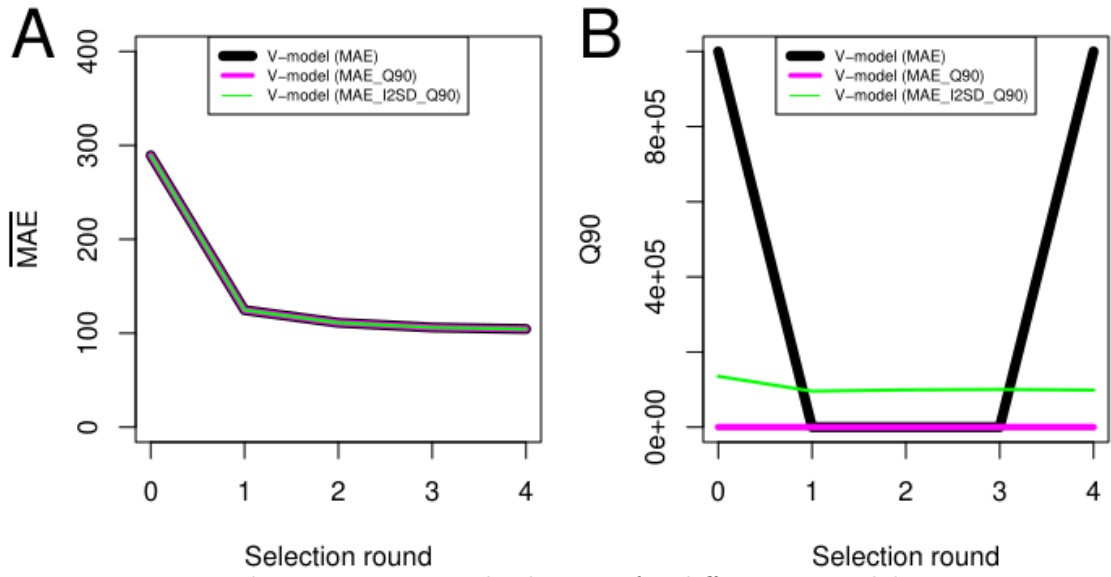 A
B
400
300
200
100
0
MAE
V-model (MAE)
V-model (MAE_Q90)
V-model (MAE_I2SD_Q90)
0 1 2 3 4
Selection round
8e+05
4e+05
0e+00
Q90
V-model (MAE)
V-model (MAE_Q90)
V-model (MAE_I2SD_Q90)
0 1 2 3 4
Selection round